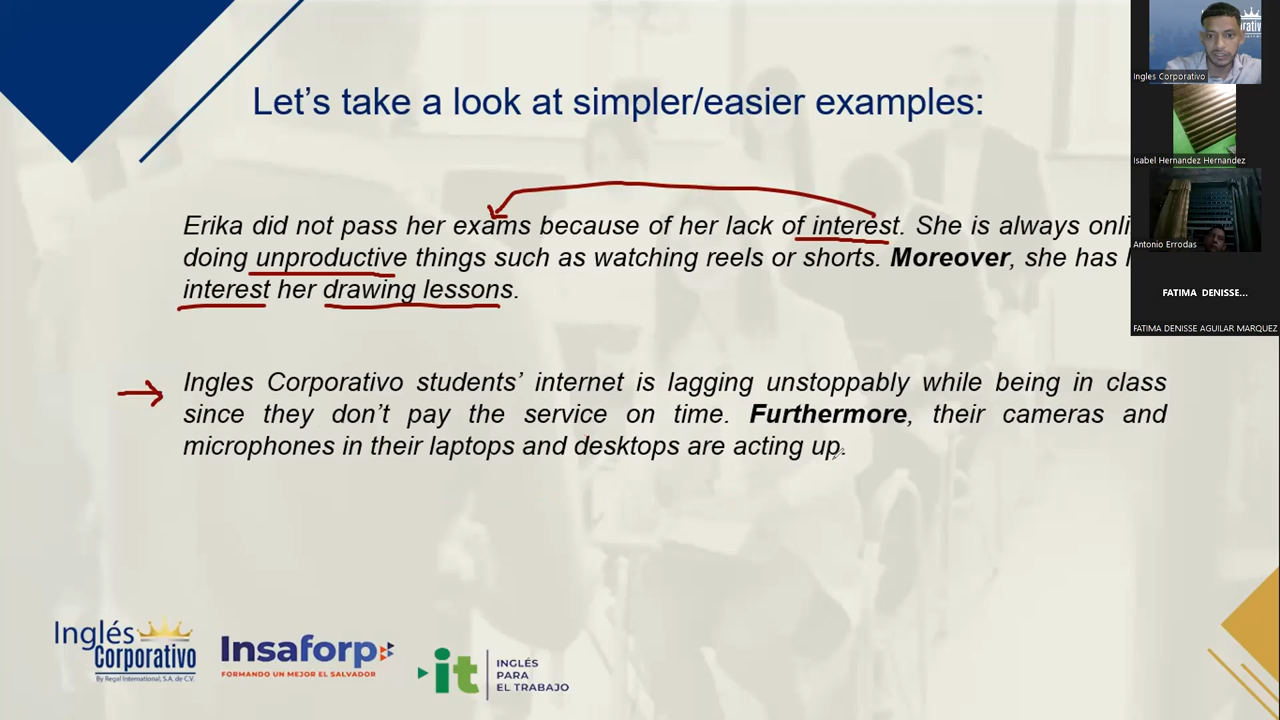 Let's take a look at simpler/easier examples:
Erika did not pass her exams because of her lack of interest. She is always onli
doing unproductive things such as watching reels or shorts. Moreover, she has
interest her drawing lessons.
Ingles Corporativo students' internet is lagging unstoppably while being in class
since they don't pay the service on time. Furthermore, their cameras and
microphones in their laptops and desktops are acting up.
Inglés
Corporativo
By Regal International, S.A. de C.V.
Insaforp
FORMANDO UN MEJOR EL SALVADOR
it
INGLÉS
PARA
EL TRABAJO
Ingles Corporativo
Isabel Hernandez Hernandez
Antonio Errodas
FATIMA DENISSE...
FATIMA DENISSE AGUILAR MARQUEZ